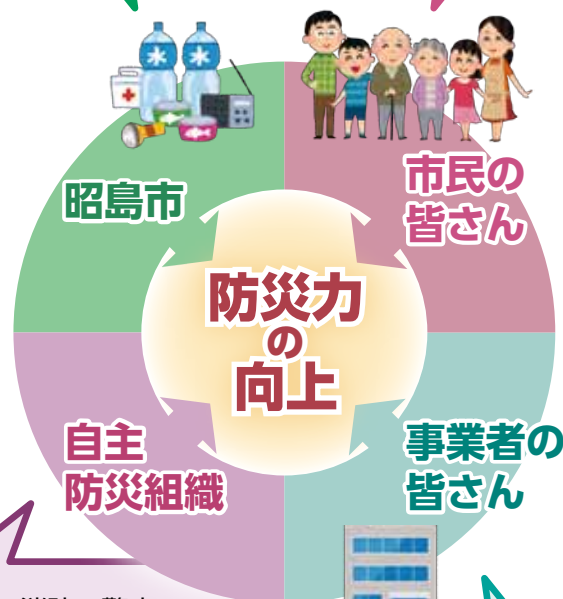 昭島市
市民の
皆さん
防災力
の
向上
自主
防災組織
事業者の
皆さん